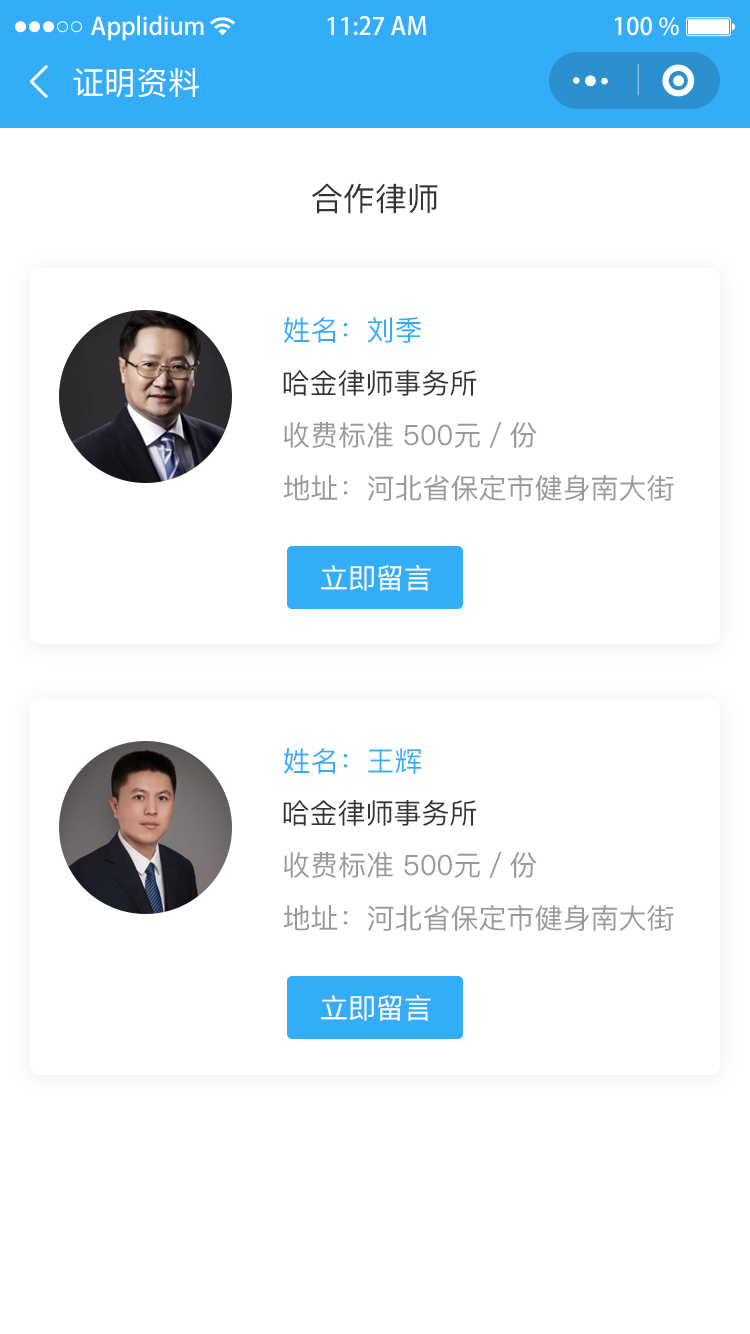 Applidium 11:27 AM 100 %
证明资料
合作律师
姓名：刘季
哈金律师事务所
收费标准 500元 / 份
地址：河北省保定市健身南大街
立即留言
姓名：王辉
哈金律师事务所
收费标准 500元 / 份
地址：河北省保定市健身南大街
立即留言